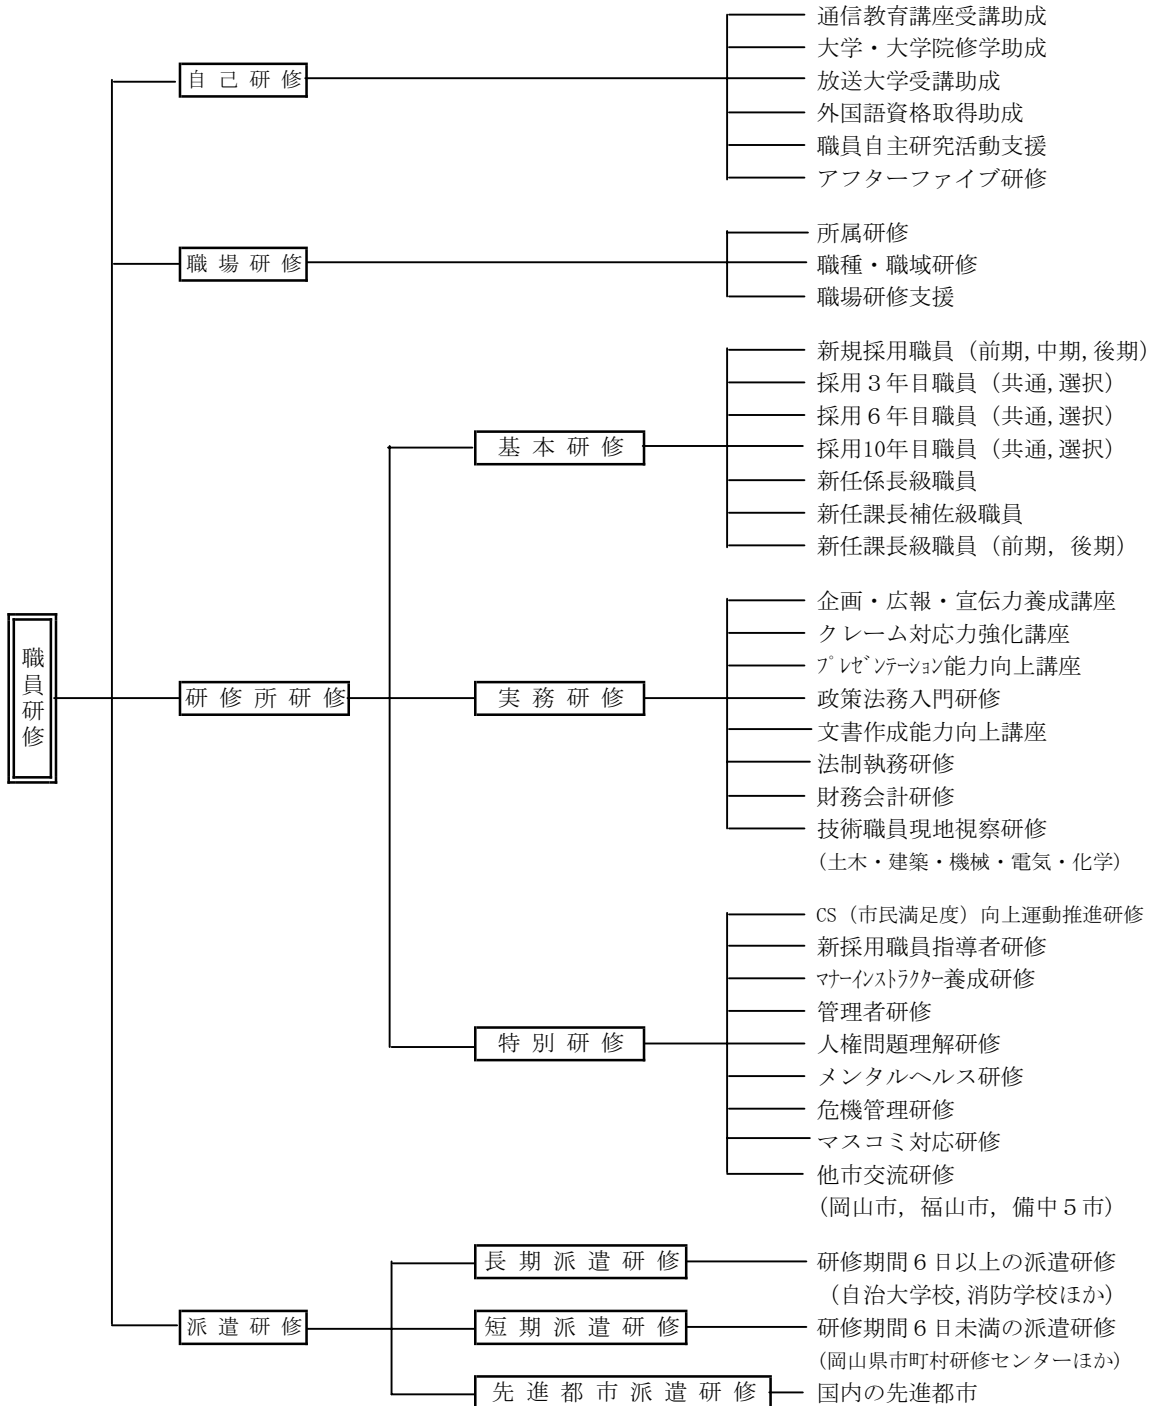 職員研修
自己研修
通信教育講座受講助成
大学・大学院修学助成
放送大学受講助成
外国語資格取得助成
職員自主研究活動支援
アフターファイブ研修
職場研修
所属研修
職種・職域研修
職場研修支援
研修所研修
基本研修
新規採用職員（前期,中期,後期）
採用３年目職員（共通,選択）
採用６年目職員（共通,選択）
採用10年目職員（共通,選択）
新任係長級職員
新任課長補佐級職員
新任課長級職員（前期，後期）
実務研修
企画・広報・宣伝力養成講座
クレーム対応力強化講座
ﾌﾟﾚｾﾞﾝﾃｰｼｮﾝ能力向上講座
政策法務入門研修
文書作成能力向上講座
法制執務研修
財務会計研修
技術職員現地視察研修
（土木・建築・機械・電気・化学）
特別研修
CS（市民満足度）向上運動推進研修
新採用職員指導者研修
ﾏﾅｰｲﾝｽﾄﾗｸﾀｰ養成研修
管理者研修
人権問題理解研修
メンタルヘルス研修
危機管理研修
マスコミ対応研修
他市交流研修
（岡山市，福山市，備中５市）
派遣研修
長期派遣研修
研修期間６日以上の派遣研修
（自治大学校,消防学校ほか）
短期派遣研修
研修期間６日未満の派遣研修
（岡山県市町村研修センターほか）
先進都市派遣研修
国内の先進都市